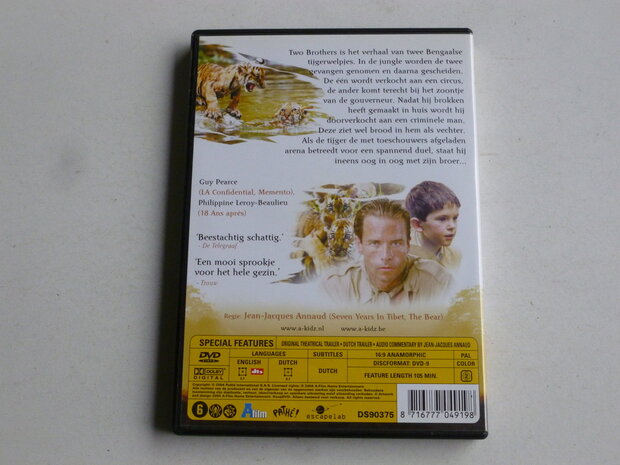 Two Brothers is het verhaal van twee Bengaalse
tijgerwelpjes. In de jungle worden de twee
gevangen genomen en daarna gescheiden.
De één wordt verkocht aan een circus,
de ander komt terecht bij het zoontje
van de gouverneur. Nadat hij brokken
heeft gemaakt in huis wordt hij
doorverkocht aan een criminele man.
Deze ziet wel brood in hem als vechter.
Als de tijger de met toeschouwers afgeladen
arena betreedt voor een spannend duel, staat hij
ineens oog in oog met zijn broer...
Guy Pearce
(LA Confidential, Memento),
Philippine Leroy-Beaulieu
(18 Ans après)
'Beestachtig schattig.'
- De Telegraaf
'Een mooi sprookje
voor het hele gezin.'
- Trouw
Regie: Jean-Jacques Annaud (Seven Years In Tibet, The Bear)
www.a-kidz.nl www.a-kidz.be
SPECIAL FEATURES ORIGINAL THEATRICAL TRAILER • DUTCH TRAILER • AUDIO COMMENTARY BY JEAN-JACQUES ANNAUD
DVD VIDEO
LANGUAGES SUBTITLES 16:9 ANAMORPHIC PAL
ENGLISH DUTCH DISCFORMAT: DVD-9 COLOR
DOLBY DIGITAL dts DUTCH FEATURE LENGTH 105 MIN. 2
6 A film PATHÉ! escapelab DS90375
8 716777 049198